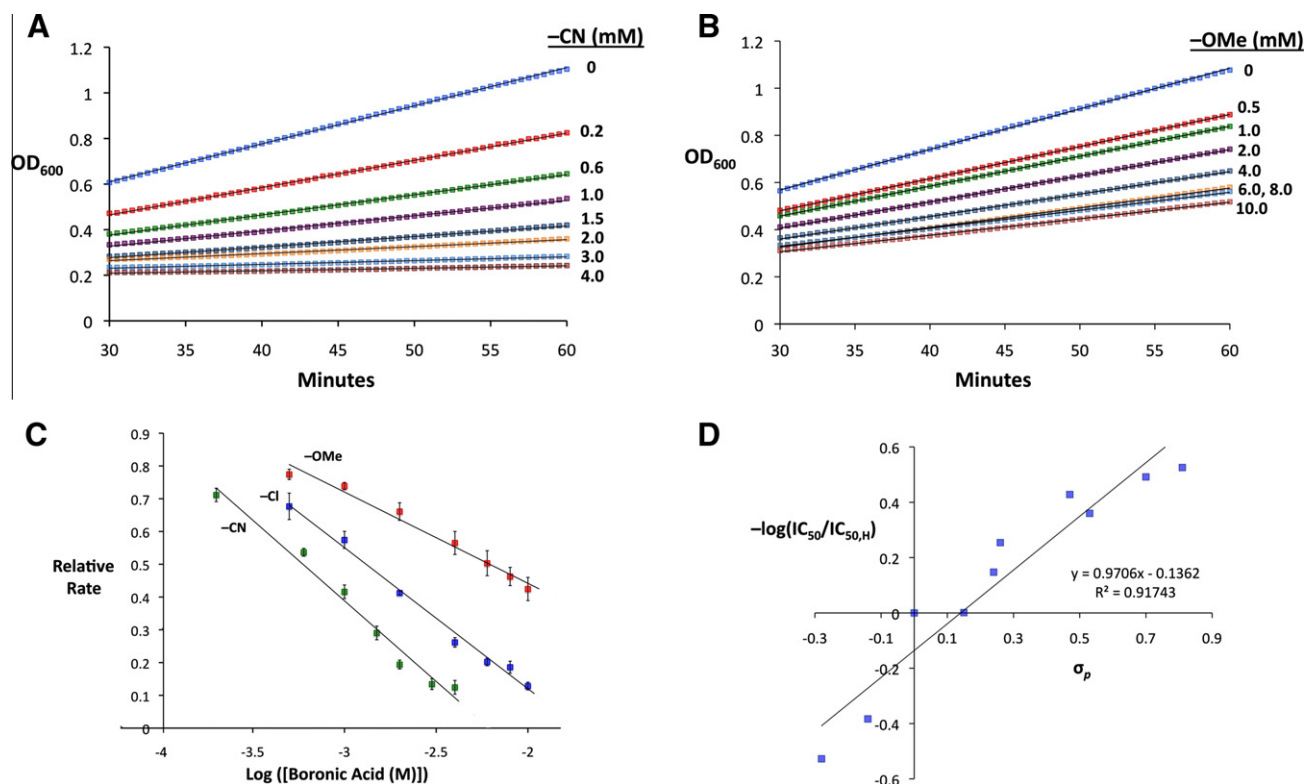 A
–CN (mM)
1.2
1
0.8
0.6
0.4
0.2
0
OD600
0
0.2
0.6
1.0
1.5
2.0
3.0
4.0
30 35 40 45 50 55 60
Minutes
B
–OMe (mM)
1.2
1
0.8
0.6
0.4
0.2
0
OD600
0
0.5
1.0
2.0
4.0
6.0, 8.0
10.0
30 35 40 45 50 55 60
Minutes
C
0.9
0.8
0.7
0.6
0.5
0.4
0.3
0.2
0.1
0
Relative
Rate
–OMe
–Cl
–CN
-4 -3.5 -3 -2.5 -2
Log ([Boronic Acid (M)])
D
0.6
0.4
0.2
0
-0.2
-0.4
-0.6
–log(IC50/IC50,H)
y = 0.9706x - 0.1362
R² = 0.91743
-0.3 -0.1 0.1 0.3 0.5 0.7 0.9
σp